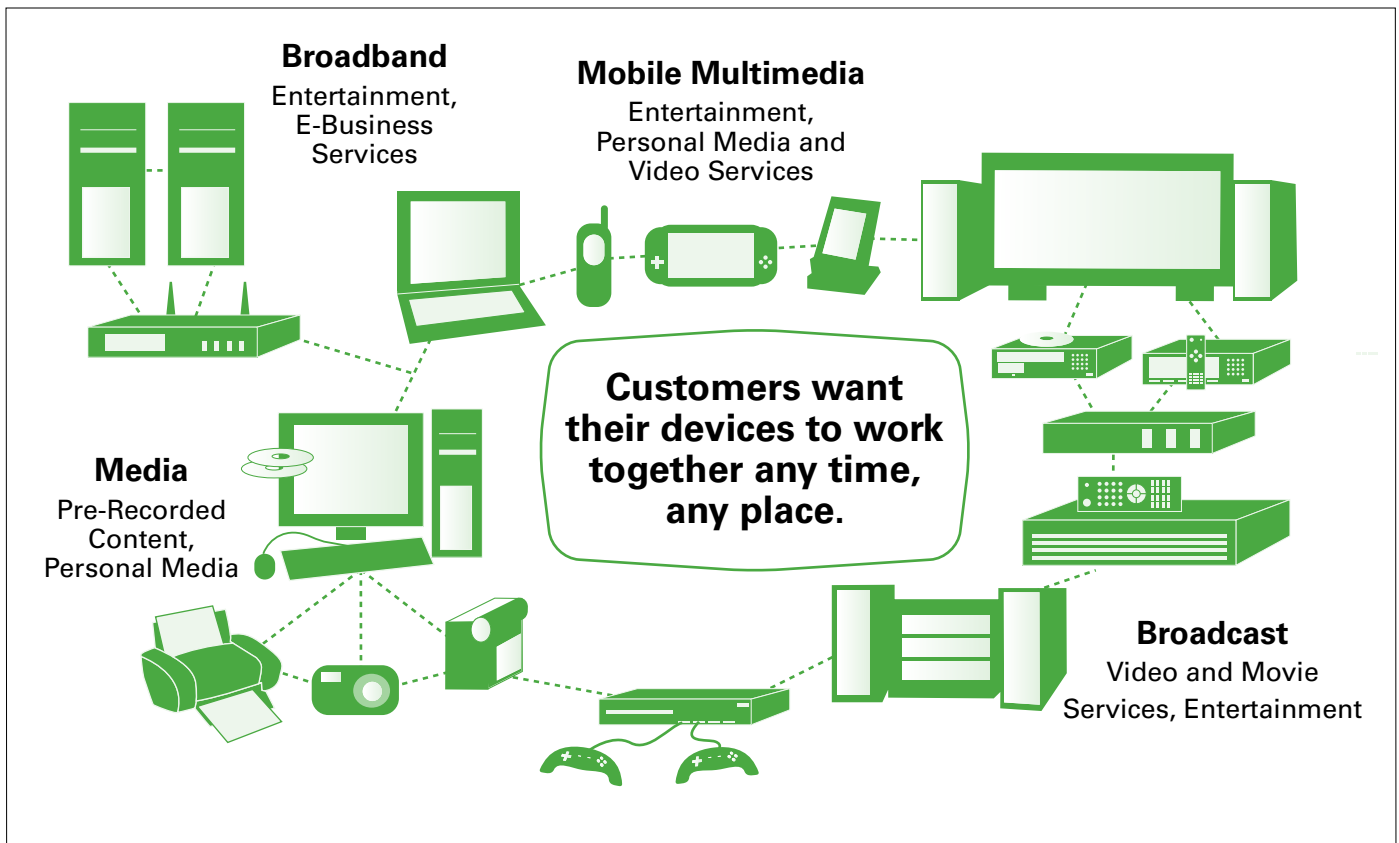 Broadband
Entertainment,
E-Business
Services
Mobile Multimedia
Entertainment,
Personal Media and
Video Services
Customers want
their devices to work
together any time,
any place.
Media
Pre-Recorded
Content,
Personal Media
Broadcast
Video and Movie
Services, Entertainment